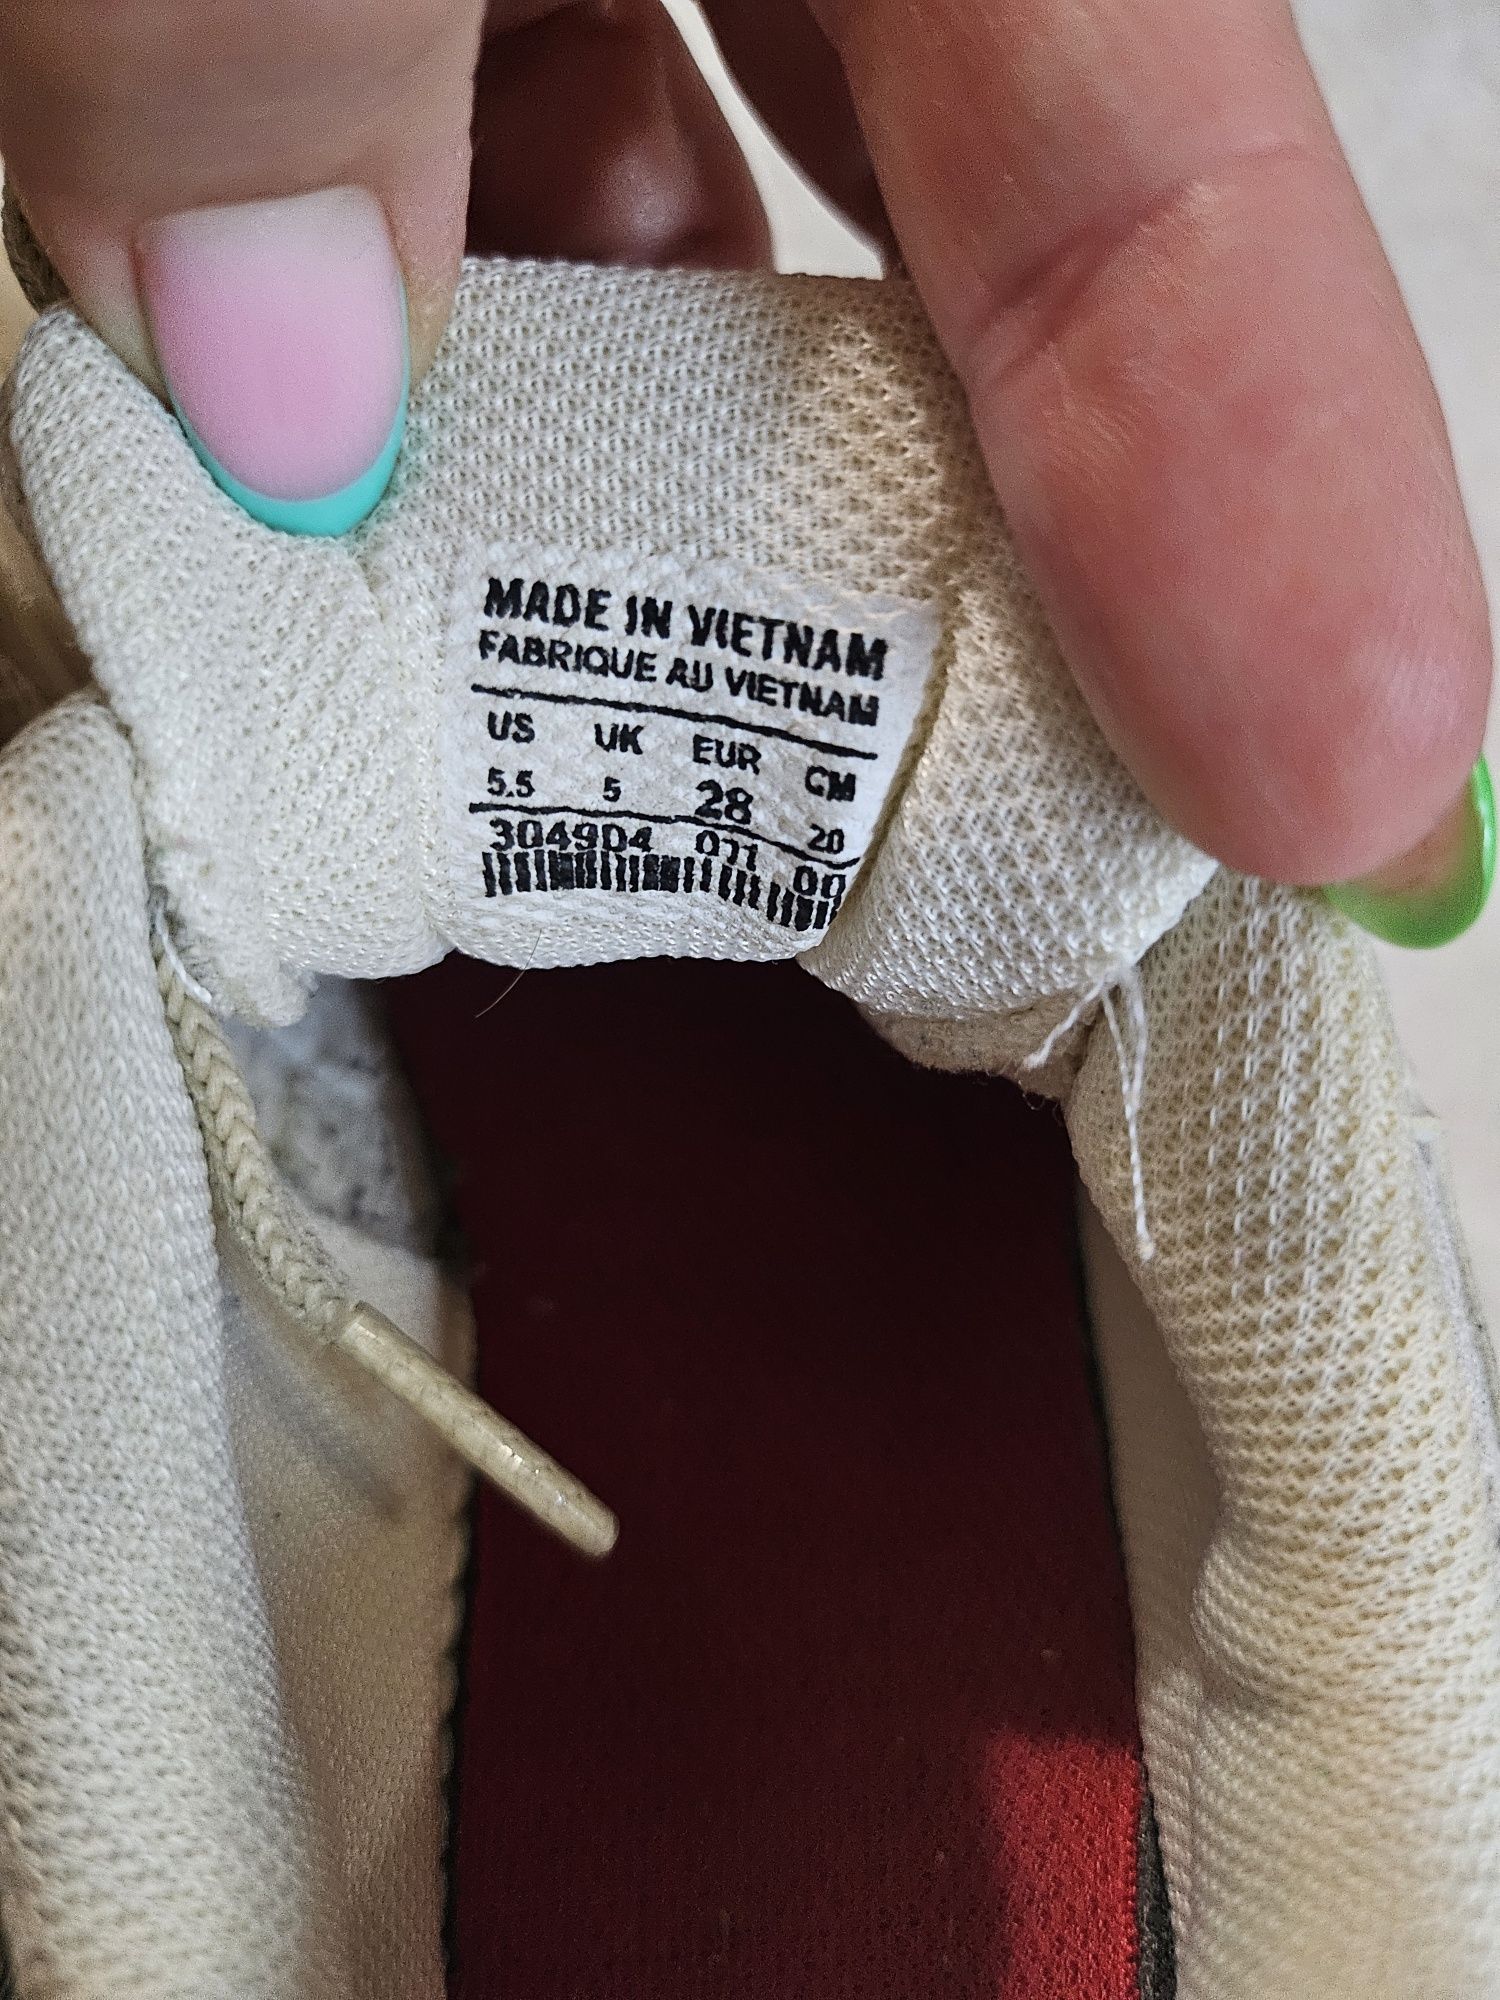 MADE IN VIETNAM
FABRIQUE AU VIETNAM
US UK EUR CM
5.5 5 28 20
304904 071 00